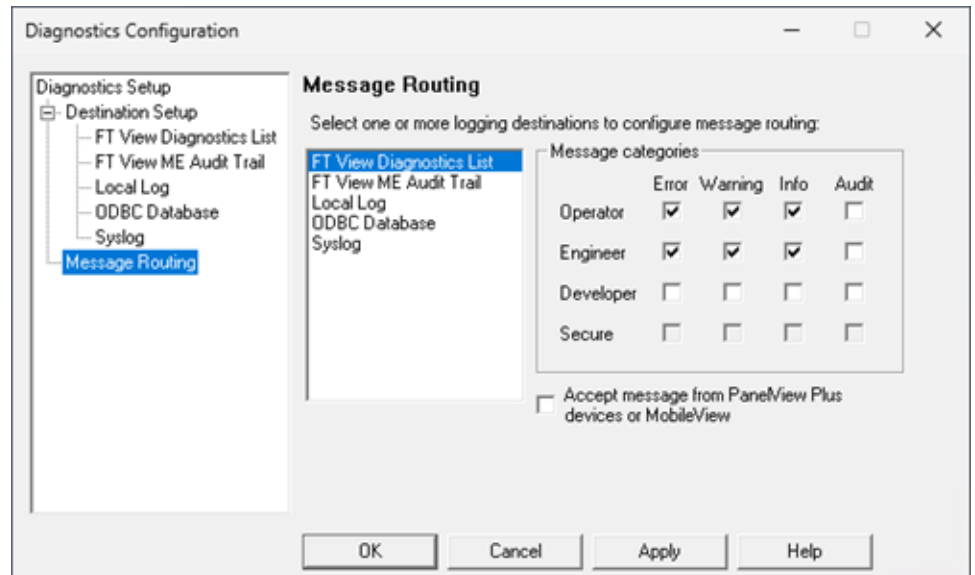 Diagnostics Configuration
Diagnostics Setup
Destination Setup
FT View Diagnostics List
FT View ME Audit Trail
Local Log
ODBC Database
Syslog
Message Routing
Message Routing
Select one or more logging destinations to configure message routing:
FT View Diagnostics List
FT View ME Audit Trail
Local Log
ODBC Database
Syslog
Message categories
Error Warning Info Audit
Operator
Engineer
Developer
Secure
Accept message from PanelView Plus
devices or MobileView
OK Cancel Apply Help